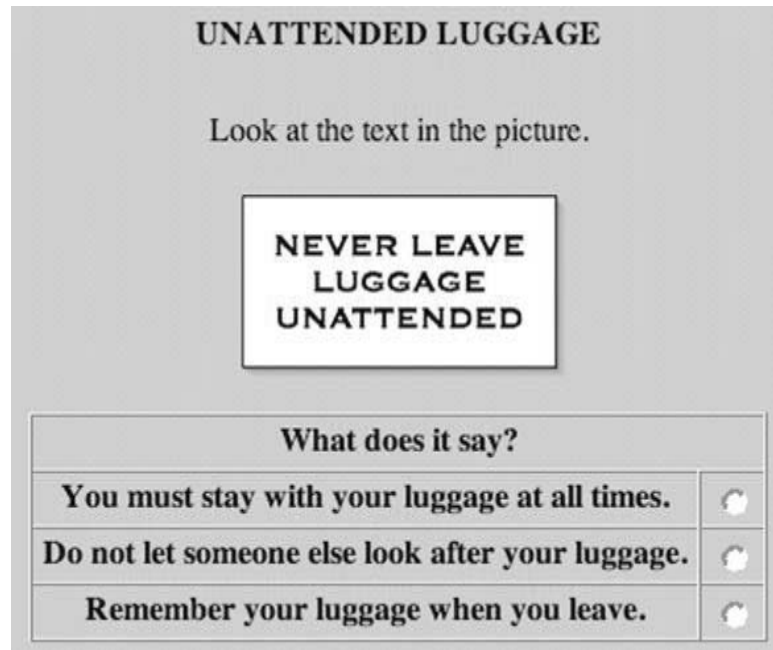 UNATTENDED LUGGAGE
Look at the text in the picture.
NEVER LEAVE
LUGGAGE
UNATTENDED
What does it say?
You must stay with your luggage at all times.
Do not let someone else look after your luggage.
Remember your luggage when you leave.